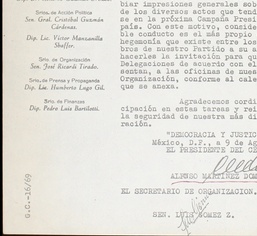 Srios. de Acción Política
Sen. Gral. Cristóbal Guzmán
Cárdenas.
Dip. Lic. Víctor Manzanilla
Shaffer.
Srio. de Organización
Sen. José Ricardi Tirado.
Srio. de Prensa y Propaganda
Dip. Lic. Humberto Lugo Gil.
Srio. de Finanzas
Dip. Pedro Luis Bartilotti.
G.C.-16/69
biar impresiones generales sob
de los diversos actos que tend
se en la próxima Campaña Presi
país. Con este motivo, conside
ble conducto es el más propio
hegemonía que existe entre los
bros de nuestro Partido a su a
hacerles la invitación para qu
Delegaciones de acuerdo con el
sentan, a las oficinas de nues
Organización, conforme al cale
que se anexa.
Agradecemos cordi
cipación en estas tareas y rei
la seguridad de nuestra más di
ración.
"DEMOCRACIA Y JUSTIC
México, D.F., a 9 de A
EL PRESIDENTE DEL CE
ALFONSO MARTINEZ DOM
EL SECRETARIO DE ORGANIZACION.
SEN. LUIS GOMEZ Z.